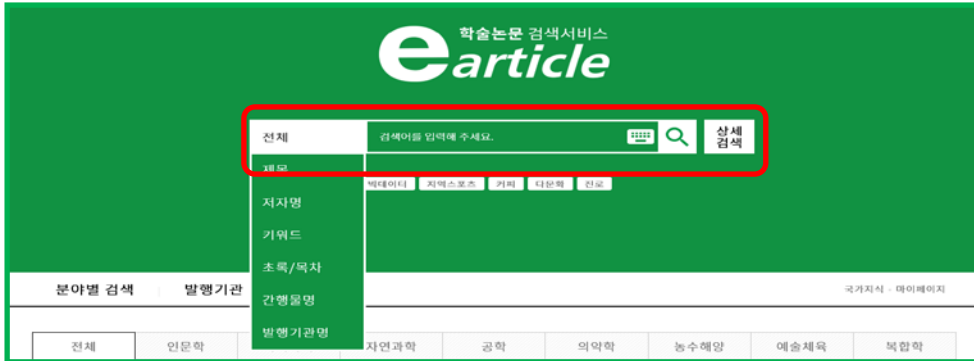 학술논문 검색서비스
earticle
전체
검색어를 입력해 주세요.
상세
검색
제목
빅데이터 지역스포츠 커피 다문화 진로
저자명
키워드
초록/목차
간행물명
발행기관명
분야별 검색 발행기관
국가지식 · 마이페이지
전체 인문학 자연과학 공학 의약학 농수해양 예술체육 복합학